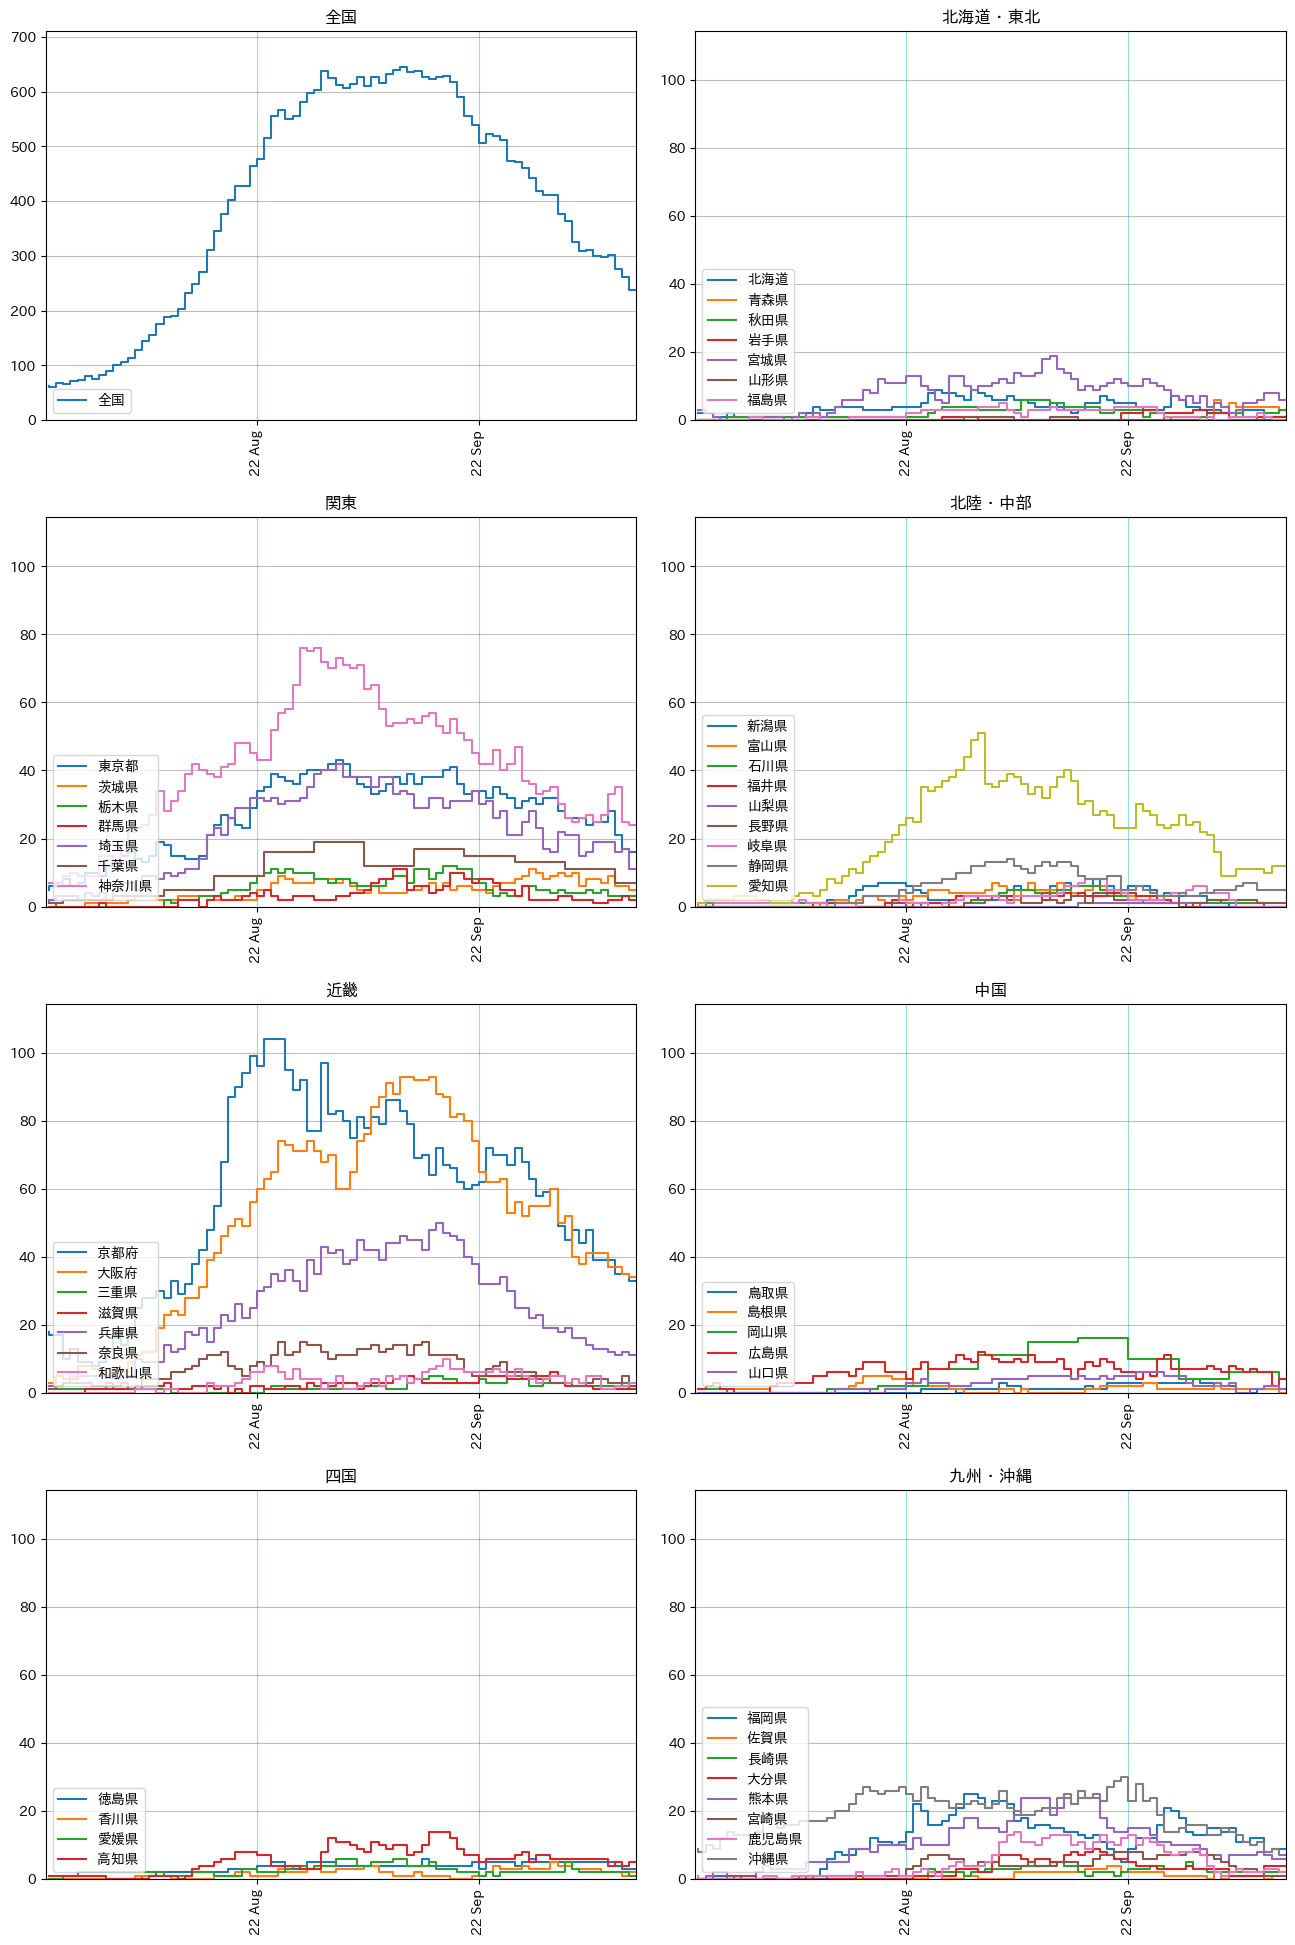 全国
700
600
500
400
300
200
100
0
全国
22 Aug
22 Sep
北海道・東北
100
80
60
40
20
0
北海道
青森県
秋田県
岩手県
宮城県
山形県
福島県
22 Aug
22 Sep
関東
100
80
60
40
20
0
東京都
茨城県
栃木県
群馬県
埼玉県
千葉県
神奈川県
22 Aug
22 Sep
北陸・中部
100
80
60
40
20
0
新潟県
富山県
石川県
福井県
山梨県
長野県
岐阜県
静岡県
愛知県
22 Aug
22 Sep
近畿
100
80
60
40
20
0
京都府
大阪府
三重県
滋賀県
兵庫県
奈良県
和歌山県
22 Aug
22 Sep
中国
100
80
60
40
20
0
鳥取県
島根県
岡山県
広島県
山口県
22 Aug
22 Sep
四国
100
80
60
40
20
0
徳島県
香川県
愛媛県
高知県
22 Aug
22 Sep
九州・沖縄
100
80
60
40
20
0
福岡県
佐賀県
長崎県
大分県
熊本県
宮崎県
鹿児島県
沖縄県
22 Aug
22 Sep